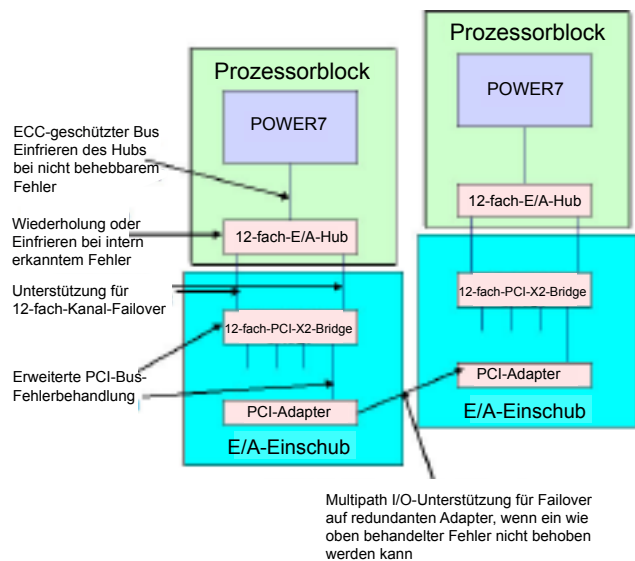 Prozessorblock
POWER7
12-fach-E/A-Hub
12-fach-PCI-X2-Bridge
PCI-Adapter
E/A-Einschub
Prozessorblock
POWER7
12-fach-E/A-Hub
12-fach-PCI-X2-Bridge
PCI-Adapter
E/A-Einschub
ECC-geschützter Bus
Einfrieren des Hubs
bei nicht behebbarem
Fehler
Wiederholung oder
Einfrieren bei intern
erkanntem Fehler
Unterstützung für
12-fach-Kanal-Failover
Erweiterte PCI-Bus-
Fehlerbehandlung
Multipath I/O-Unterstützung für Failover
auf redundanten Adapter, wenn ein wie
oben behandelter Fehler nicht behoben
werden kann